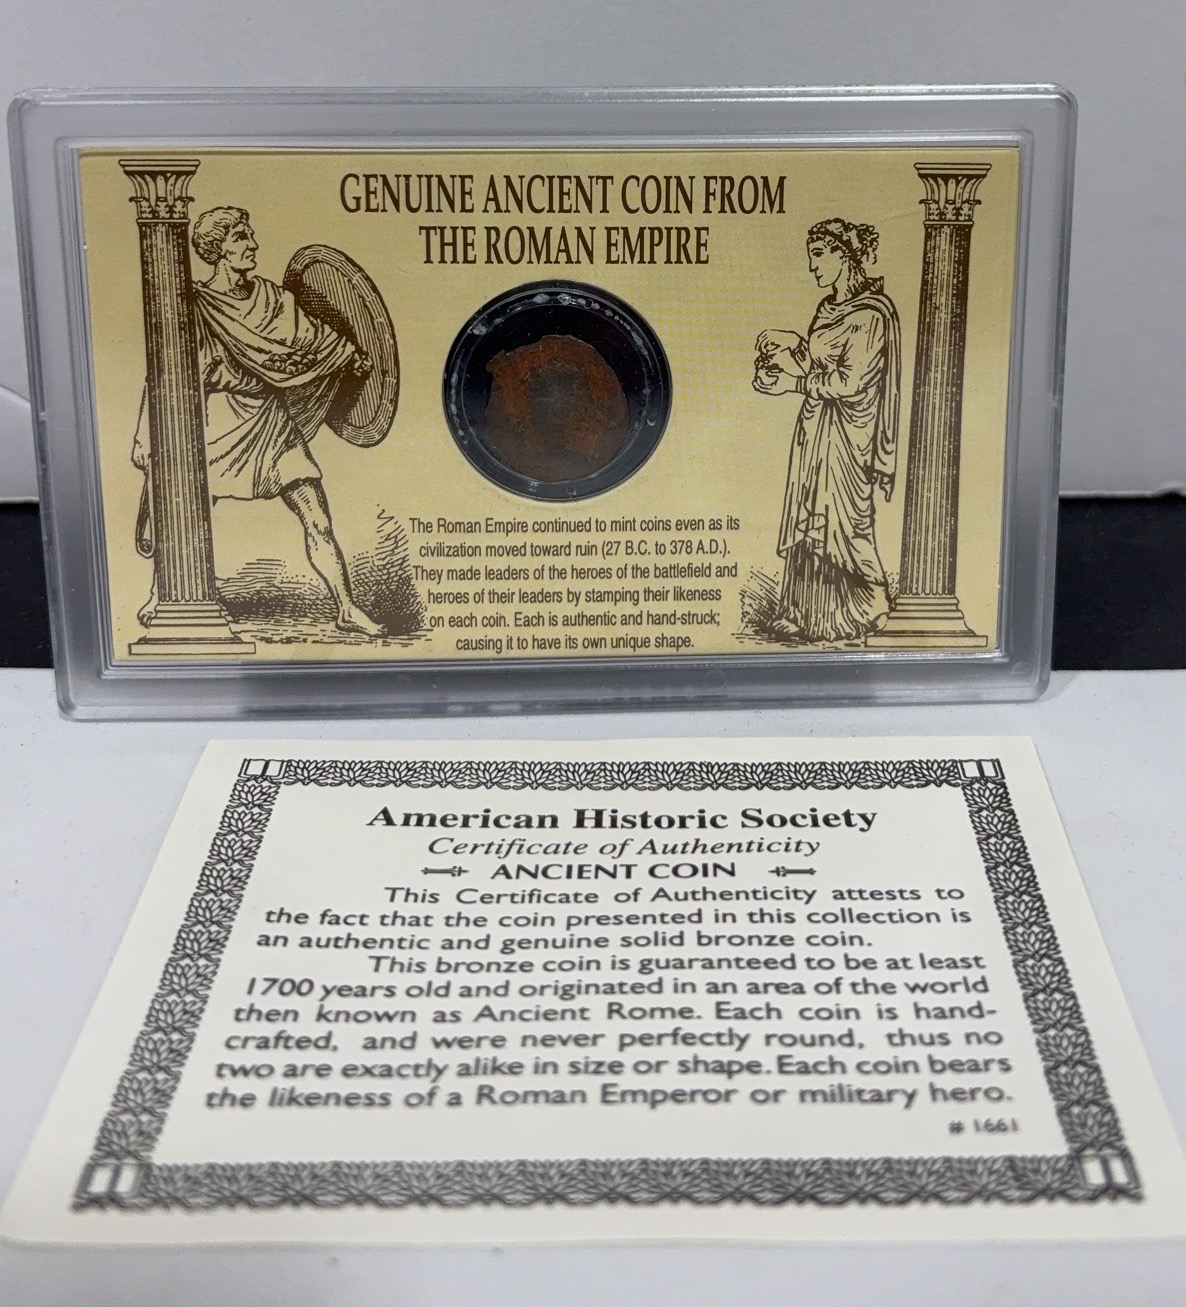 GENUINE ANCIENT COIN FROM
THE ROMAN EMPIRE
The Roman Empire continued to mint coins even as its
civilization moved toward ruin (27 B.C. to 378 A.D.).
They made leaders of the heroes of the battlefield and
heroes of their leaders by stamping their likeness
on each coin. Each is authentic and hand-struck;
causing it to have its own unique shape.
American Historic Society
Certificate of Authenticity
ANCIENT COIN
This Certificate of Authenticity attests to
the fact that the coin presented in this collection is
an authentic and genuine solid bronze coin.
This bronze coin is guaranteed to be at least
1700 years old and originated in an area of the world
then known as Ancient Rome. Each coin is hand-
crafted, and were never perfectly round, thus no
two are exactly alike in size or shape. Each coin bears
the likeness of a Roman Emperor or military hero.
# 1661